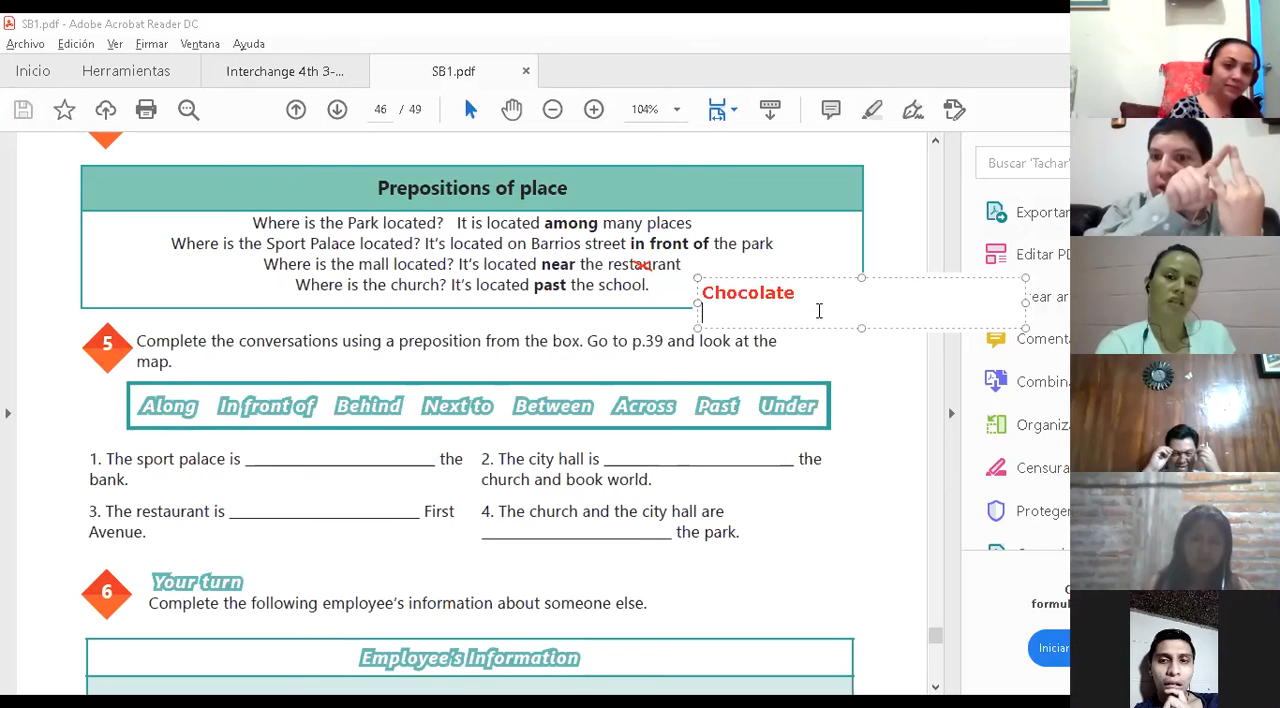 SB1.pdf - Adobe Acrobat Reader DC
Archivo Edición Ver Firmar Ventana Ayuda
Inicio Herramientas Interchange 4th 3-... SB1.pdf ×
46 / 49 104%
Prepositions of place
Where is the Park located? It is located among many places
Where is the Sport Palace located? It's located on Barrios street in front of the park
Where is the mall located? It's located near the restaurant
Where is the church? It's located past the school.
Chocolate
5 Complete the conversations using a preposition from the box. Go to p.39 and look at the
map.
Along In front of Behind Next to Between Across Past Under
1. The sport palace is ____________________ the
bank.
2. The city hall is ____________________ the
church and book world.
3. The restaurant is ____________________ First
Avenue.
4. The church and the city hall are
____________________ the park.
6 Your turn
Complete the following employee's information about someone else.
Employee's Information
Buscar 'Tachar'
Exportar
Editar PD
ear ar
Comenta
Combin
Organiza
Censura
Proteger
formu
Iniciar